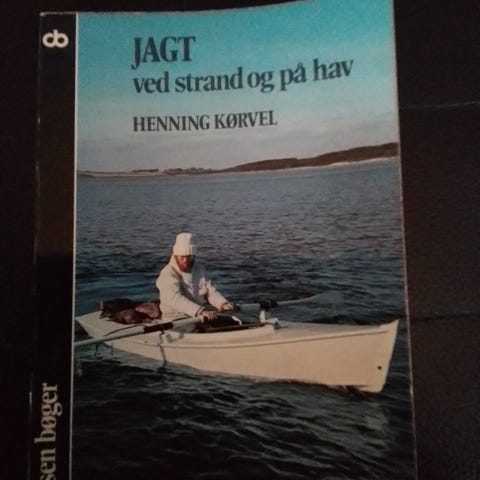 JAGT
ved strand og på hav
HENNING KØRVEL
sen bøger